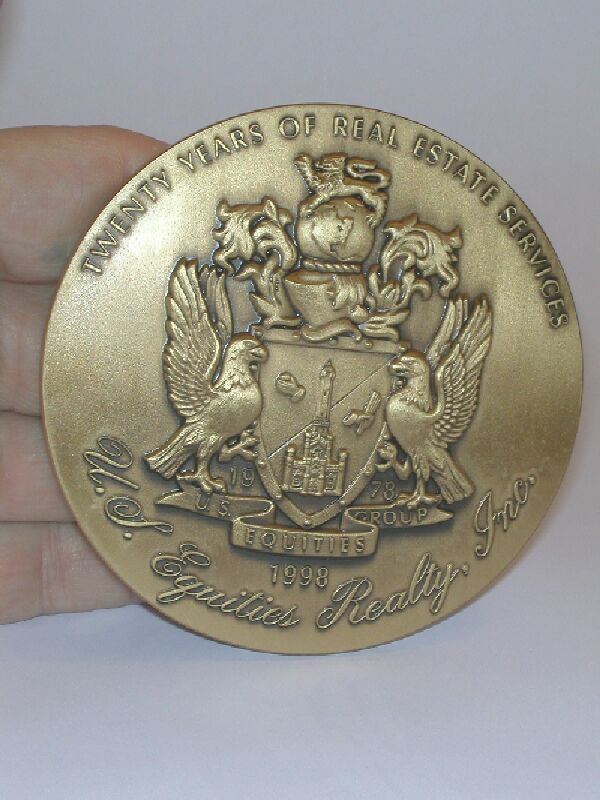 TWENTY YEARS OF REAL ESTATE SERVICES
19 78
U.S. EQUITIES GROUP
1998
U.S. Equities Realty, Inc.